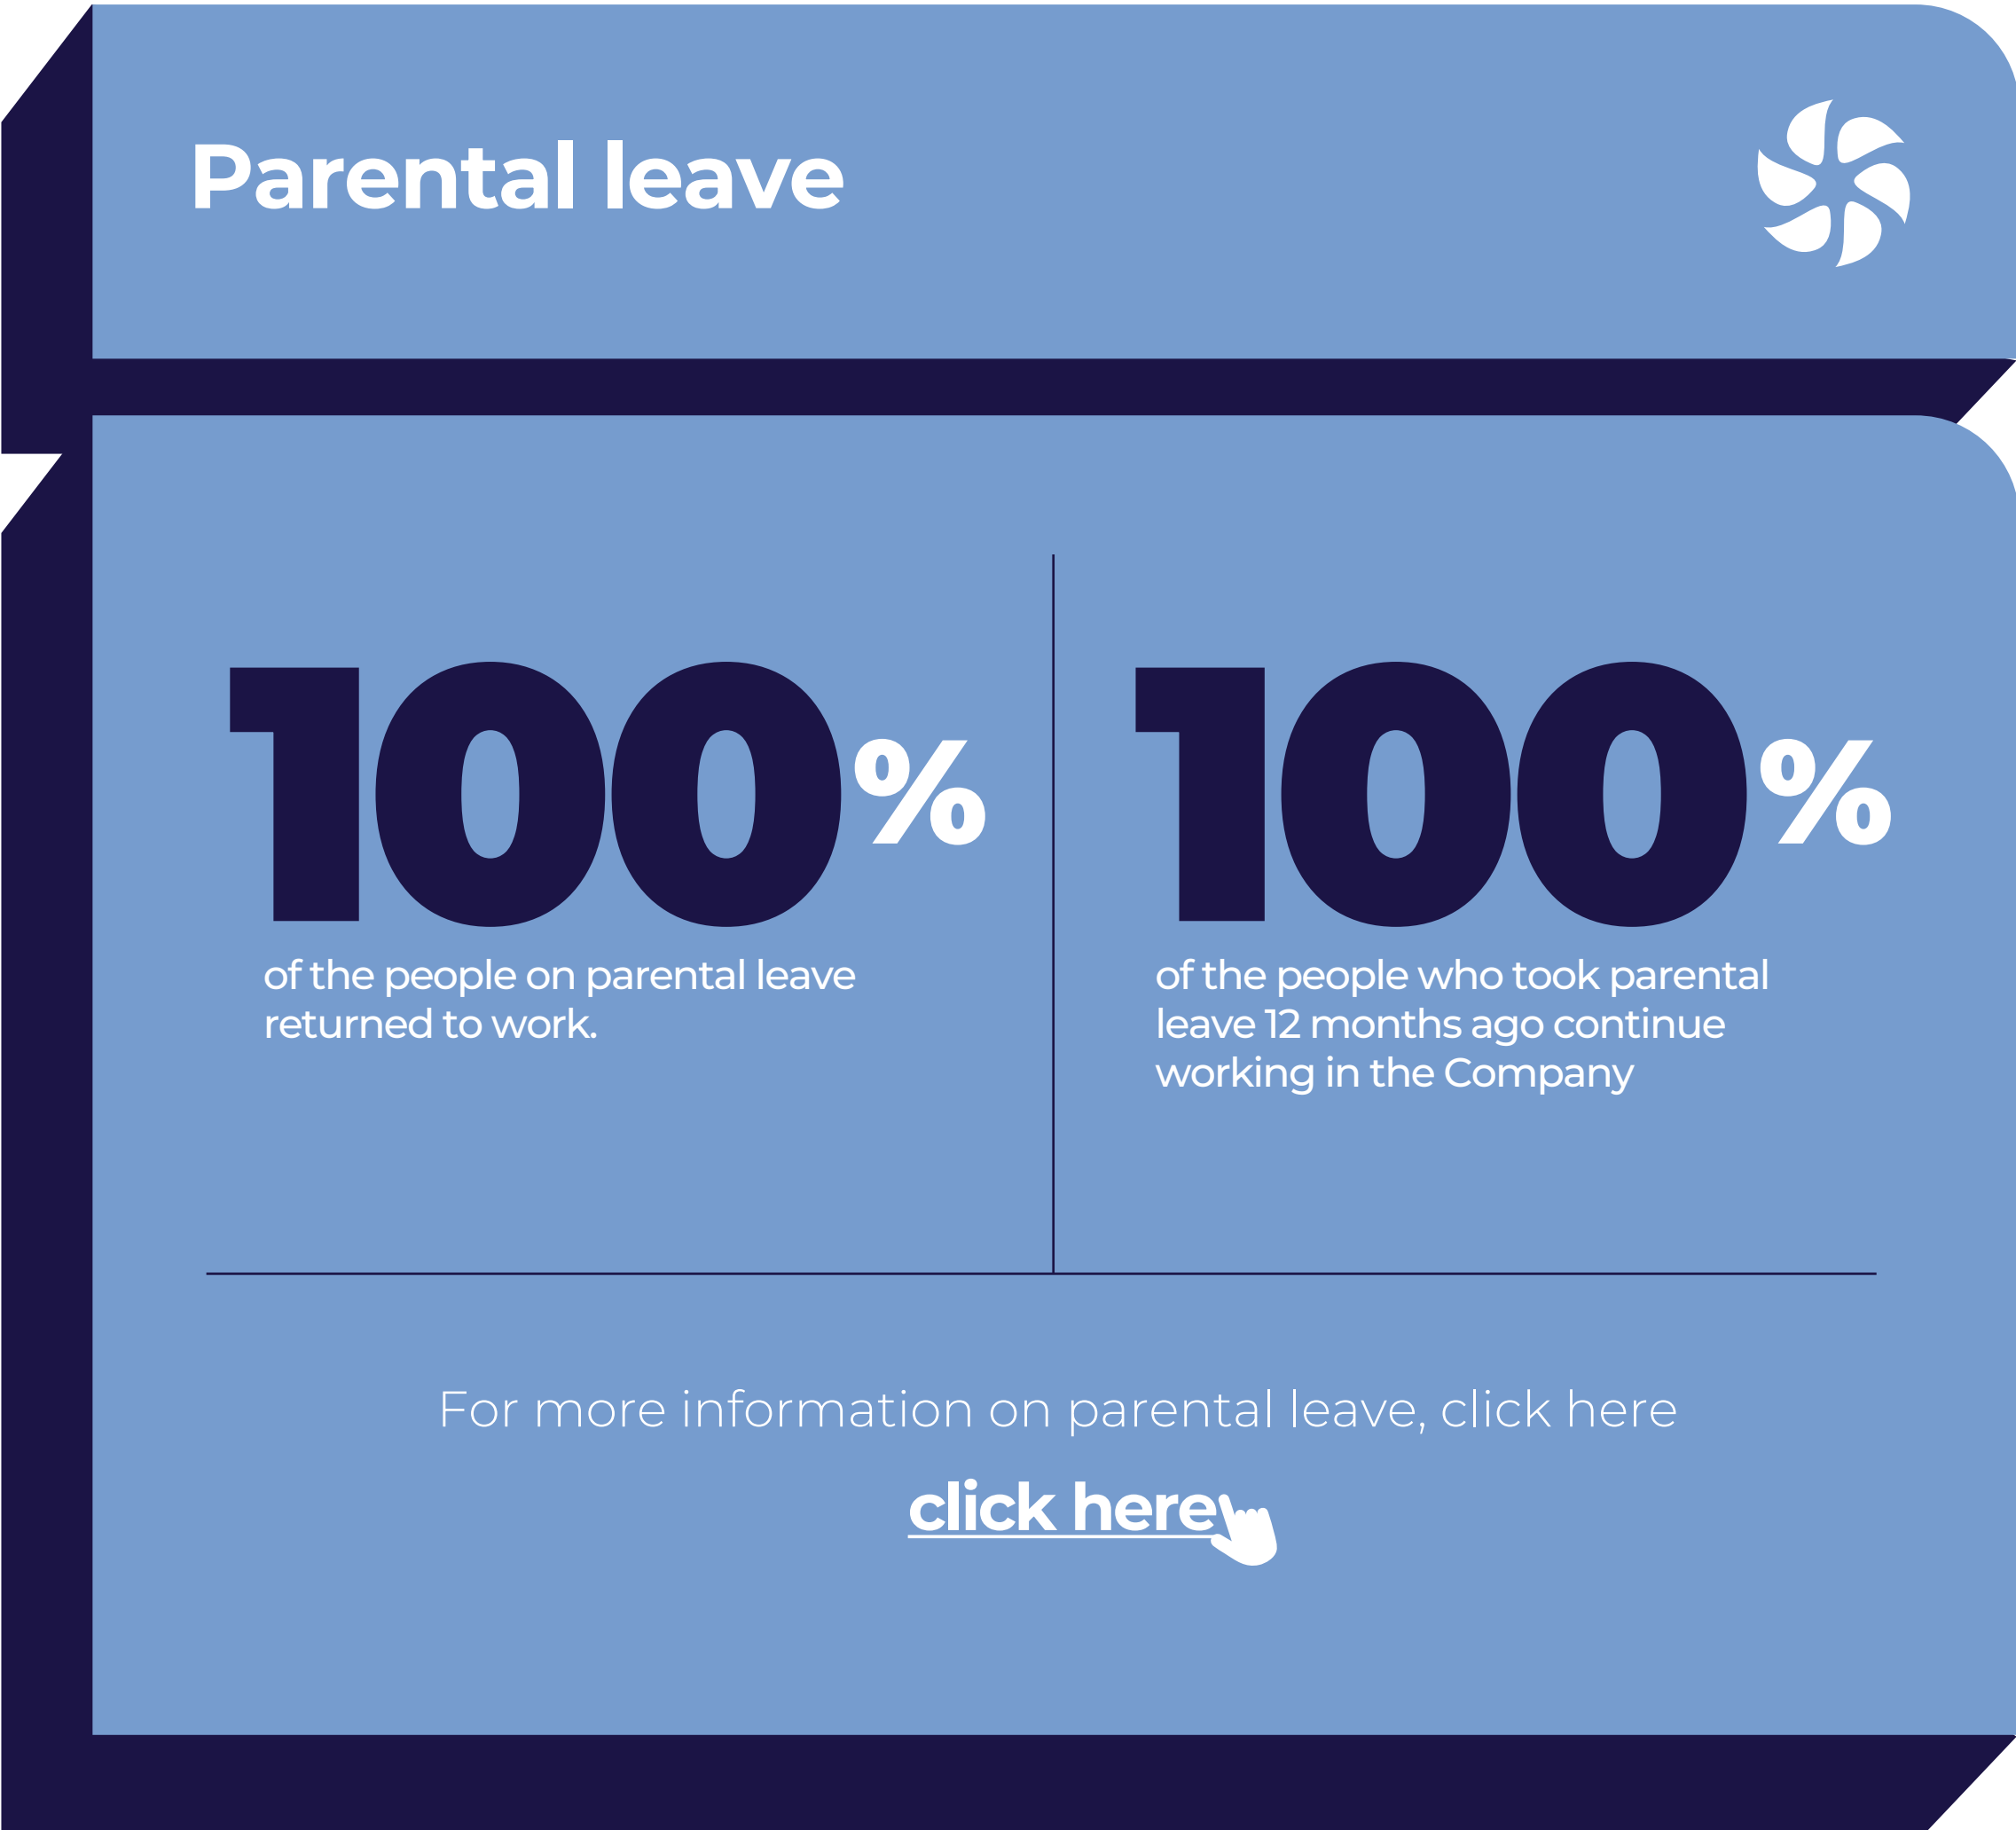 Parental leave
100%
of the people on parental leave
returned to work.
100%
of the people who took parental
leave 12 months ago continue
working in the Company
For more information on parental leave, click here
click here